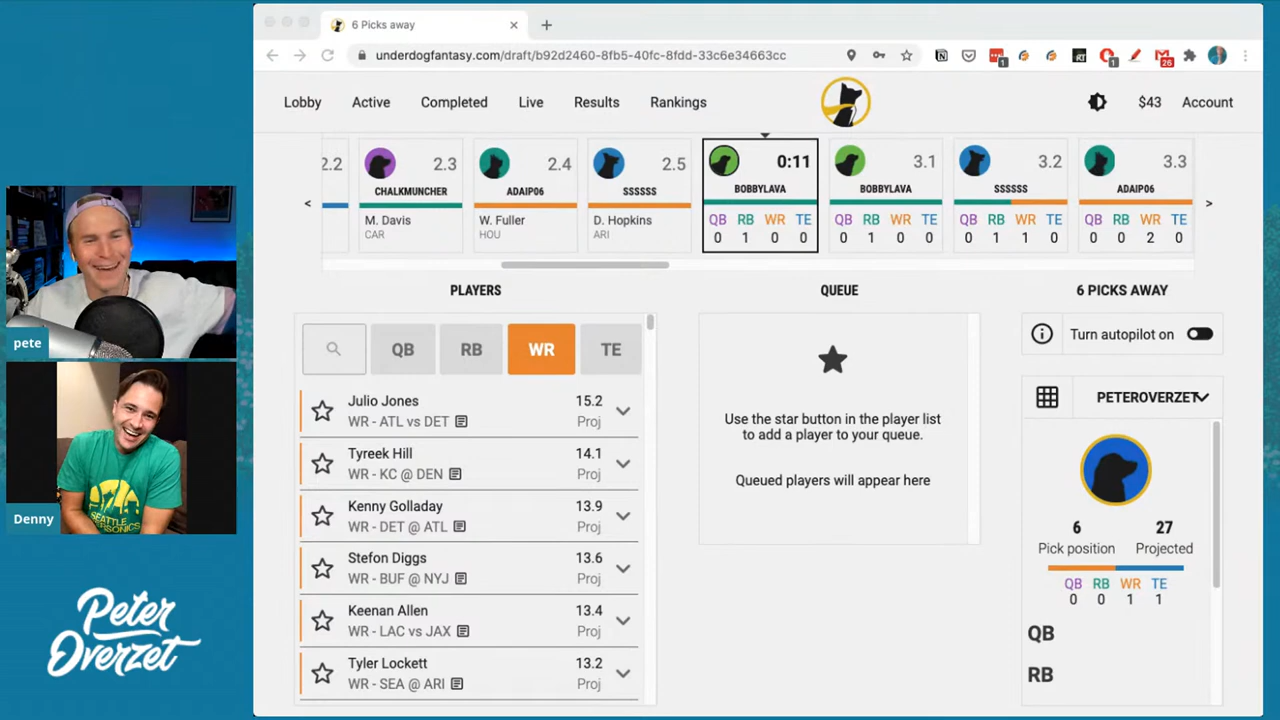 6 Picks away
underdogfantasy.com/draft/b92d2460-8fb5-40fc-8fdd-33c6e34663cc
1
1
26
Lobby Active Completed Live Results Rankings $43 Account
2.2 2.3 2.4 2.5 0:11 3.1 3.2 3.3
CHALKMUNCHER ADAIP06 SSSSSS BOBBYLAVA BOBBYLAVA SSSSSS ADAIP06
M. Davis W. Fuller D. Hopkins QB RB WR TE QB RB WR TE QB RB WR TE QB RB WR TE
CAR HOU ARI 0 1 0 0 0 1 0 0 0 1 1 0 0 0 2 0
< >
PLAYERS QUEUE 6 PICKS AWAY
QB RB WR TE
Turn autopilot on
Julio Jones 15.2
WR - ATL vs DET Proj
Tyreek Hill 14.1
WR - KC @ DEN Proj
Kenny Golladay 13.9
WR - DET @ ATL Proj
Stefon Diggs 13.6
WR - BUF @ NYJ Proj
Keenan Allen 13.4
WR - LAC vs JAX Proj
Tyler Lockett 13.2
WR - SEA @ ARI Proj
Use the star button in the player list
to add a player to your queue.
Queued players will appear here
PETEROVERZET
6 27
Pick position Projected
QB RB WR TE
0 0 1 1
QB
RB
pete
Denny
SEATTLE
SUPERSONICS
Peter
Overzet